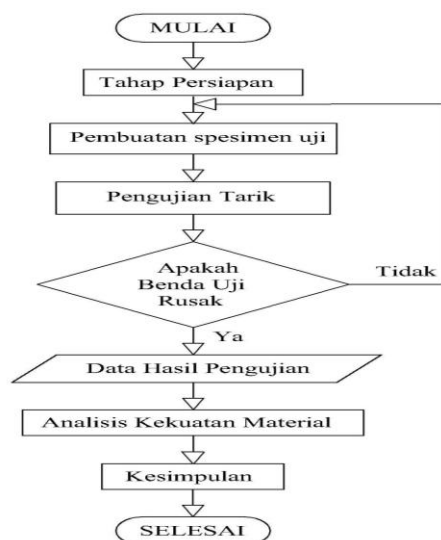 MULAI
Tahap Persiapan
Pembuatan spesimen uji
Pengujian Tarik
Apakah
Benda Uji
Rusak
Tidak
Ya
Data Hasil Pengujian
Analisis Kekuatan Material
Kesimpulan
SELESAI